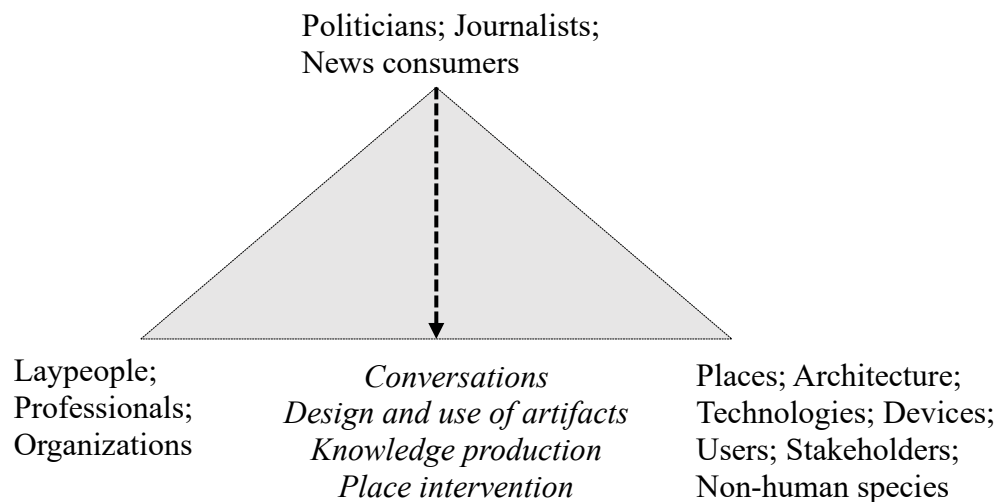 Politicians; Journalists;
News consumers
Laypeople;
Professionals;
Organizations
Conversations
Design and use of artifacts
Knowledge production
Place intervention
Places; Architecture;
Technologies; Devices;
Users; Stakeholders;
Non-human species